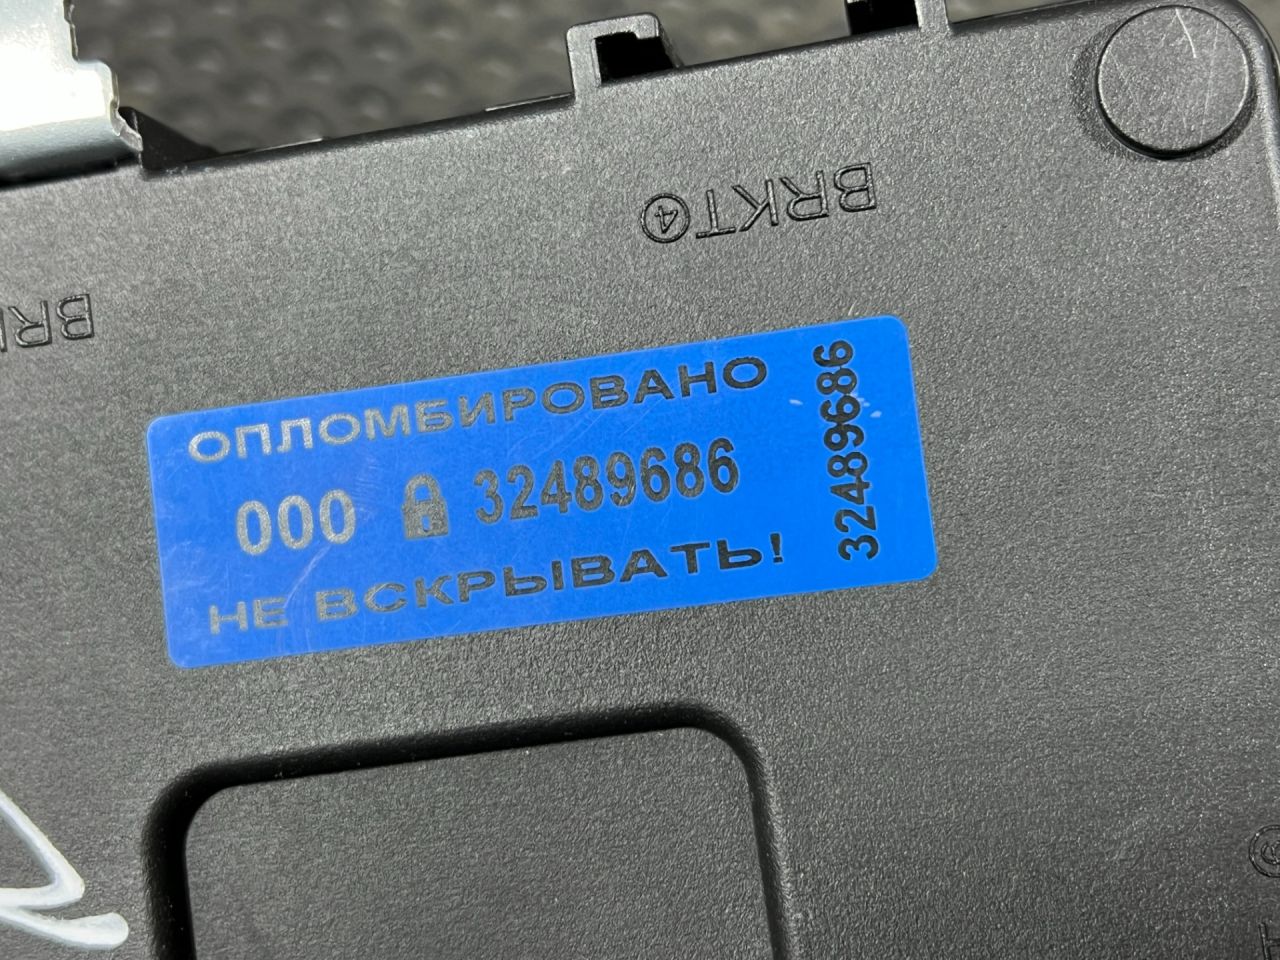 BRKT④
ОПЛОМБИРОВАНО
000 32489686
НЕ ВСКРЫВАТЬ!
32489686